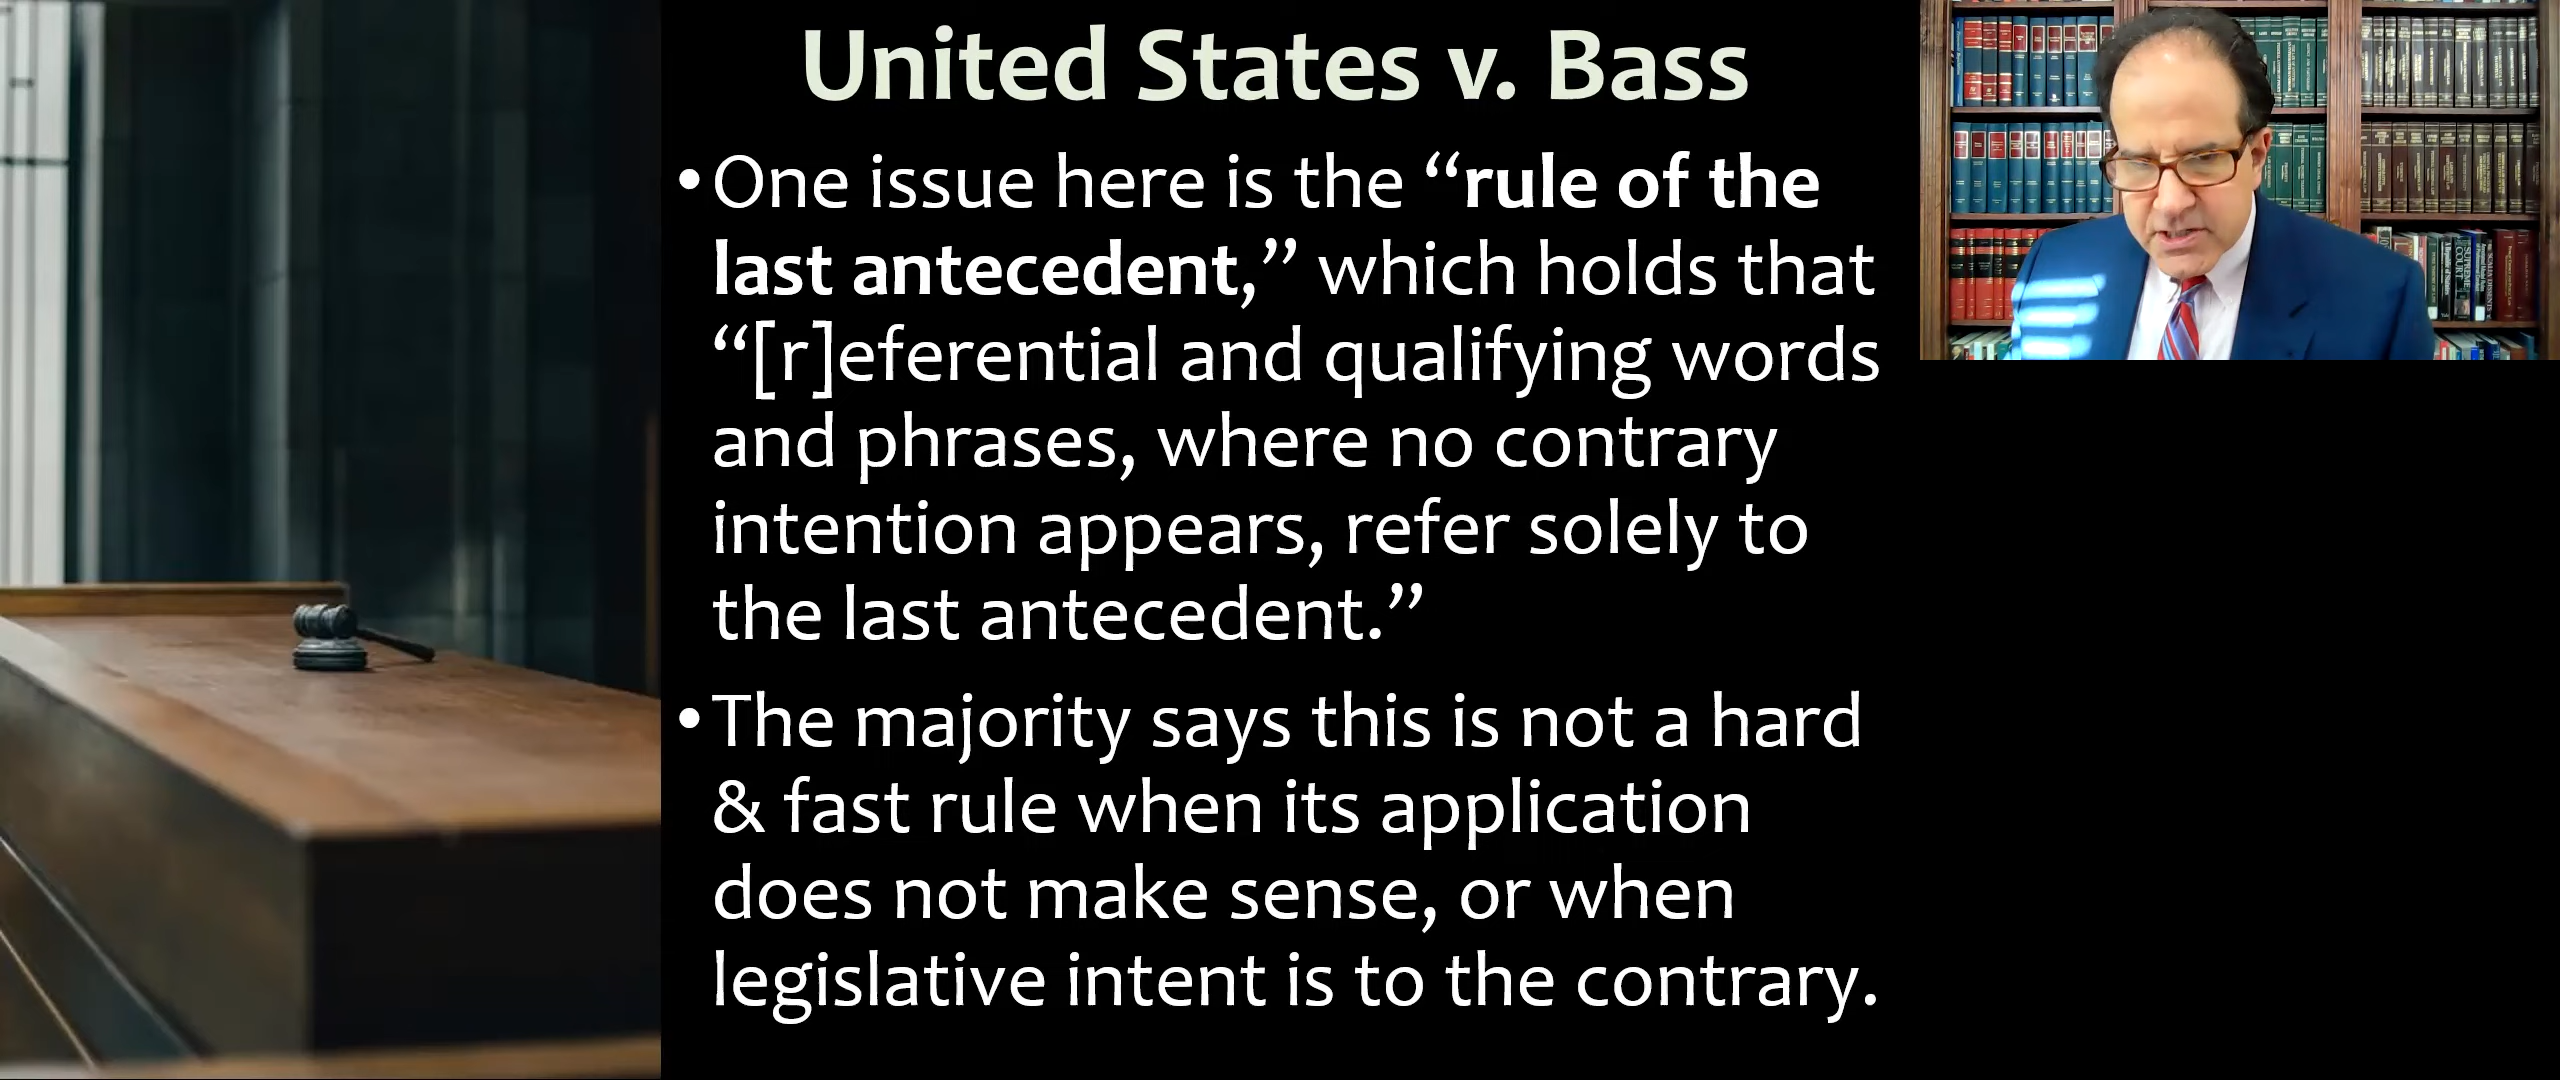 United States v. Bass
•One issue here is the “rule of the
last antecedent,” which holds that
“[r]eferential and qualifying words
and phrases, where no contrary
intention appears, refer solely to
the last antecedent.”
•The majority says this is not a hard
& fast rule when its application
does not make sense, or when
legislative intent is to the contrary.
SUPREME
COURT